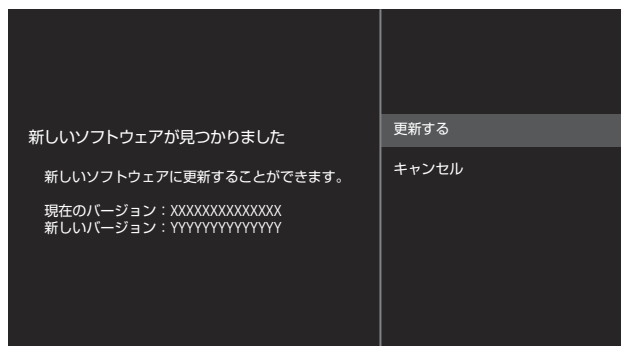 新しいソフトウェアが見つかりました
新しいソフトウェアに更新することができます。
現在のバージョン：XXXXXXXXXXXXXX
新しいバージョン：YYYYYYYYYYYYYY
更新する
キャンセル